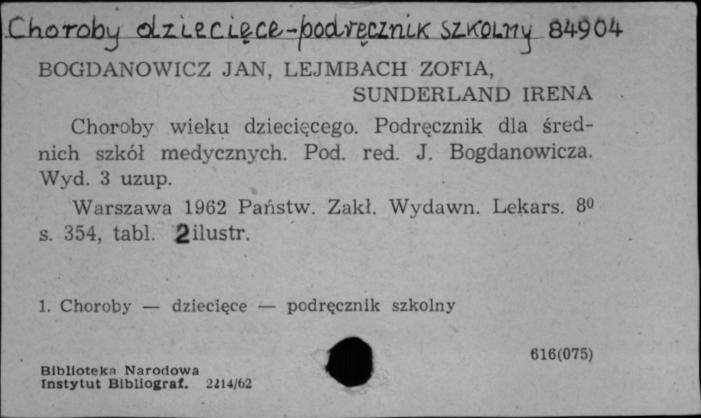 Choroby dziecięce-podręcznik szkolny 84904
BOGDANOWICZ JAN, LEJMBACH ZOFIA,
SUNDERLAND IRENA
Choroby wieku dziecięcego. Podręcznik dla śred-
nich szkół medycznych. Pod. red. J. Bogdanowicza.
Wyd. 3 uzup.
Warszawa 1962 Państw. Zakł. Wydawn. Lekars. 8⁰
s. 354, tabl. 2 ilustr.
1. Choroby — dziecięce — podręcznik szkolny
616(075)
Biblioteka Narodowa
Instytut Bibliograf. 2214/62